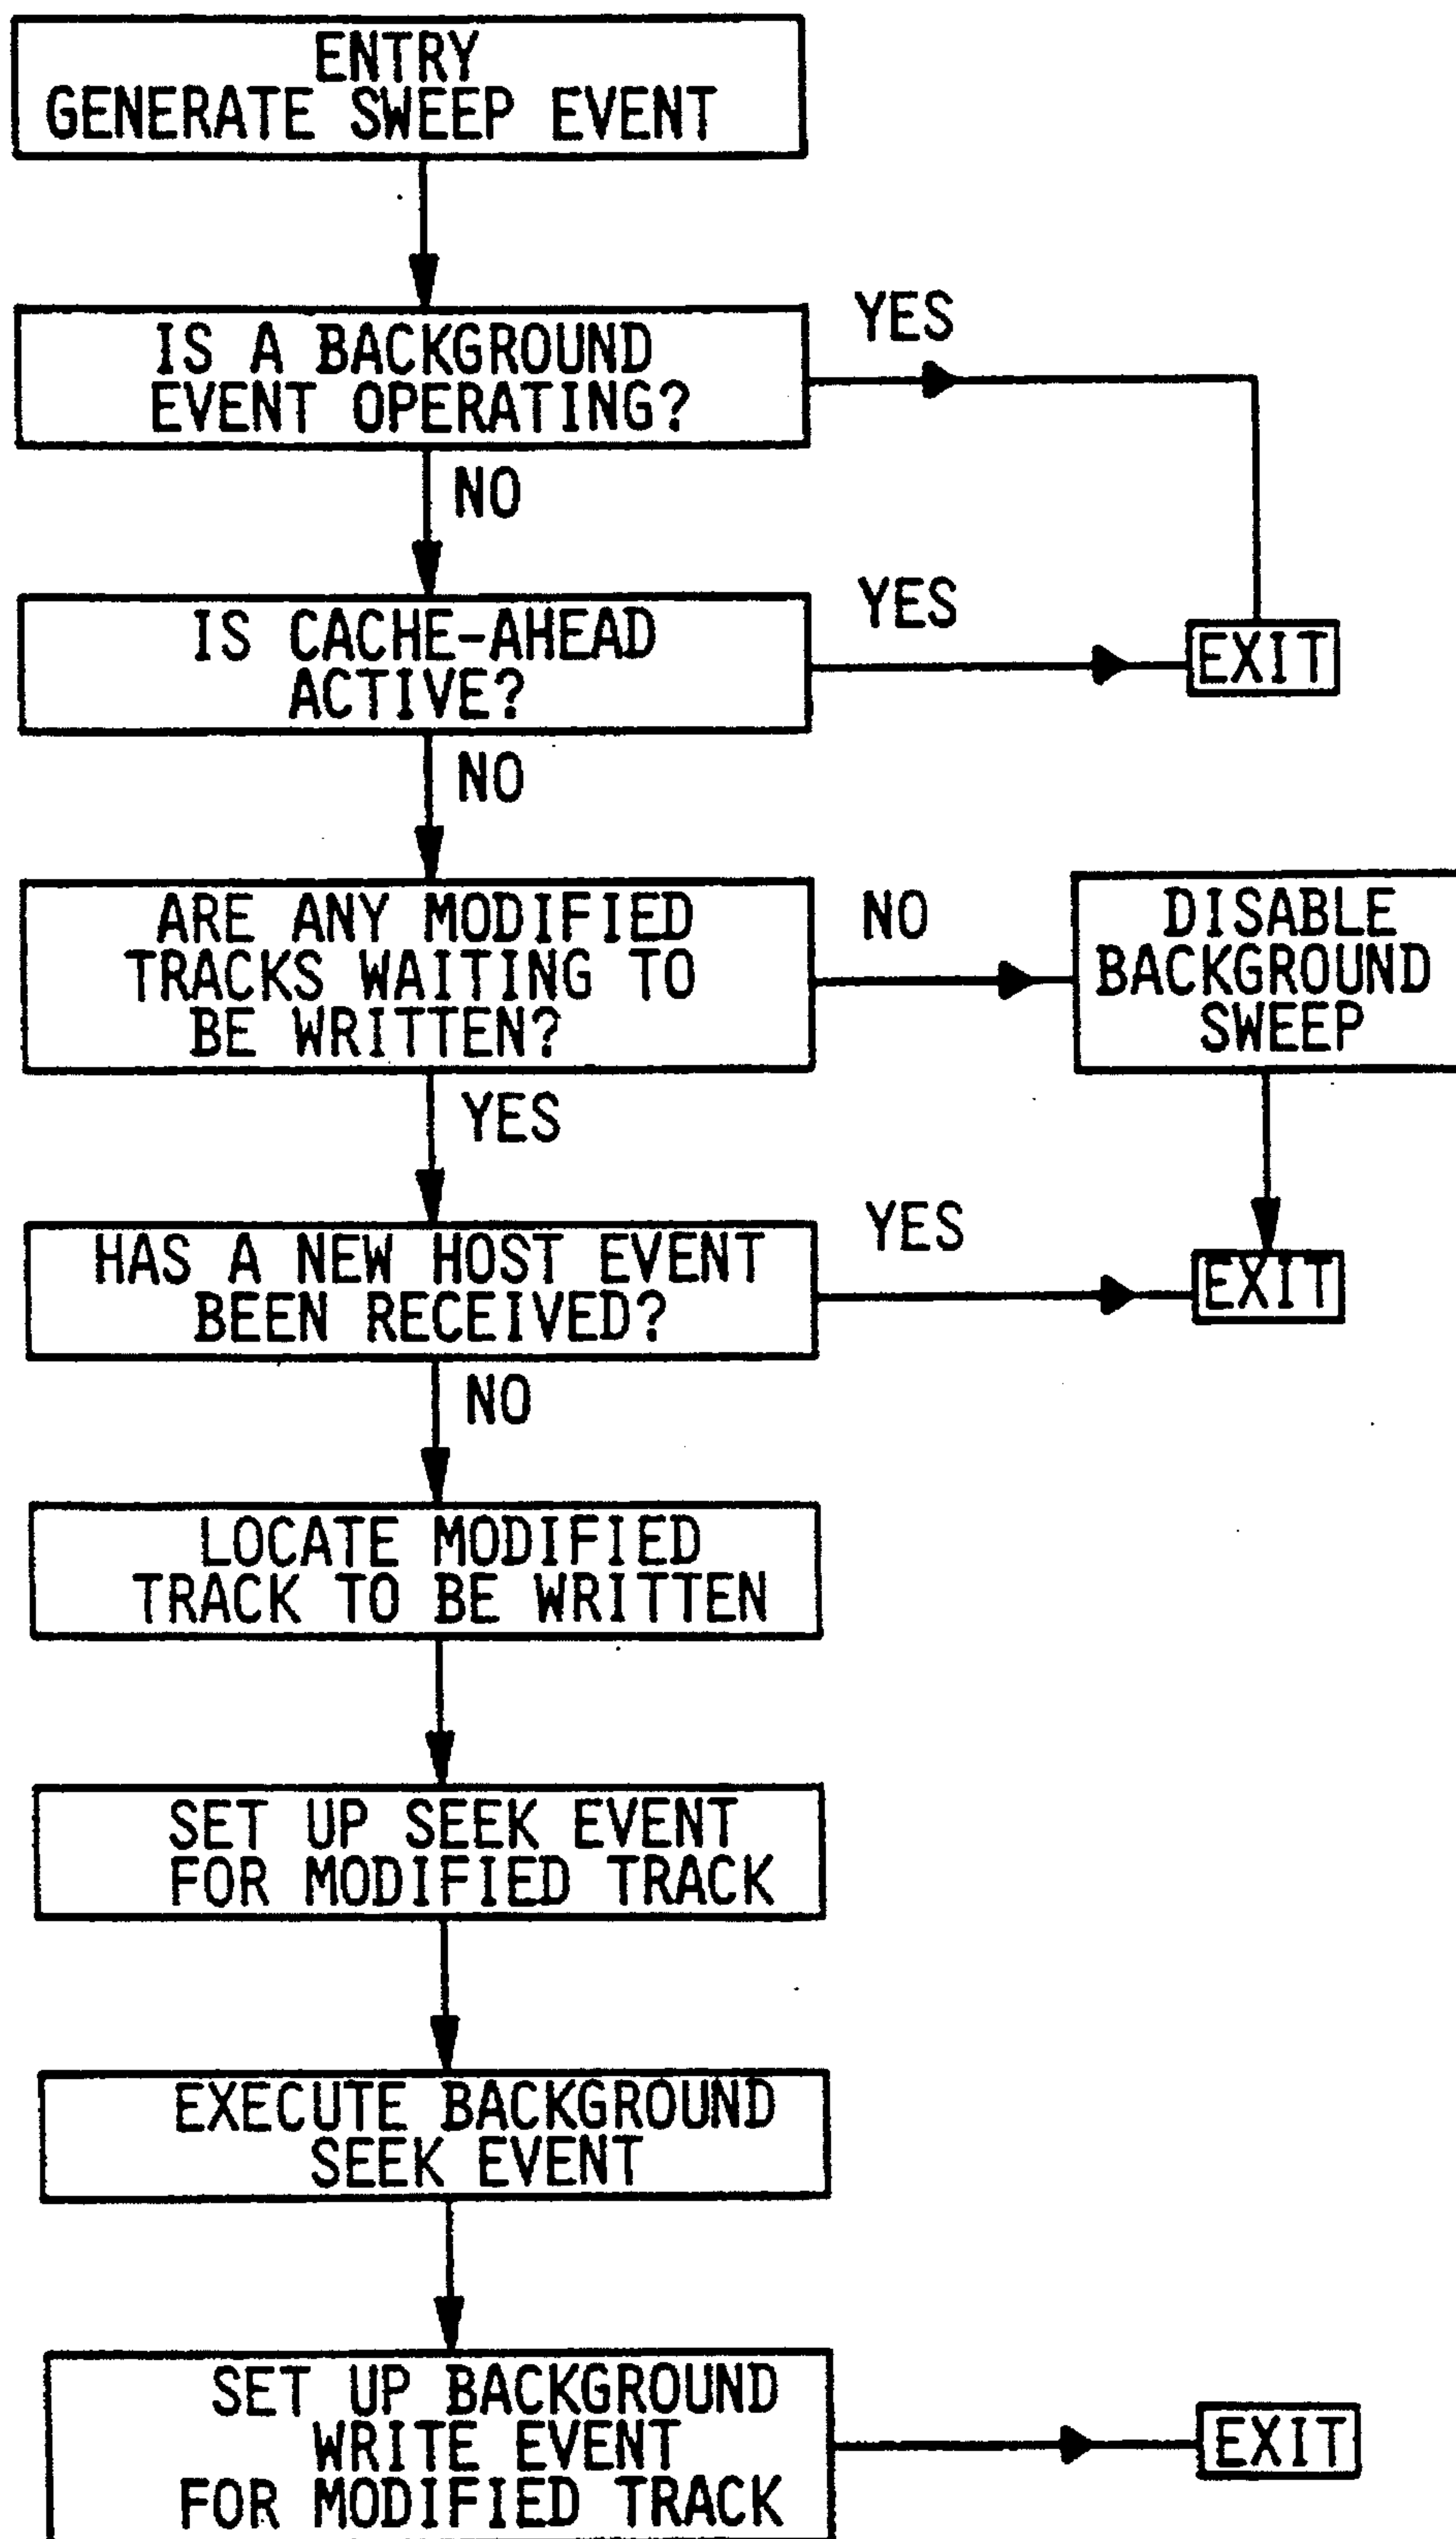 ENTRY
GENERATE SWEEP EVENT
IS A BACKGROUND
EVENT OPERATING?
YES
NO
IS CACHE-AHEAD
ACTIVE?
YES
EXIT
NO
ARE ANY MODIFIED
TRACKS WAITING TO
BE WRITTEN?
NO
DISABLE
BACKGROUND
SWEEP
YES
HAS A NEW HOST EVENT
BEEN RECEIVED?
YES
EXIT
NO
LOCATE MODIFIED
TRACK TO BE WRITTEN
SET UP SEEK EVENT
FOR MODIFIED TRACK
EXECUTE BACKGROUND
SEEK EVENT
SET UP BACKGROUND
WRITE EVENT
FOR MODIFIED TRACK
EXIT